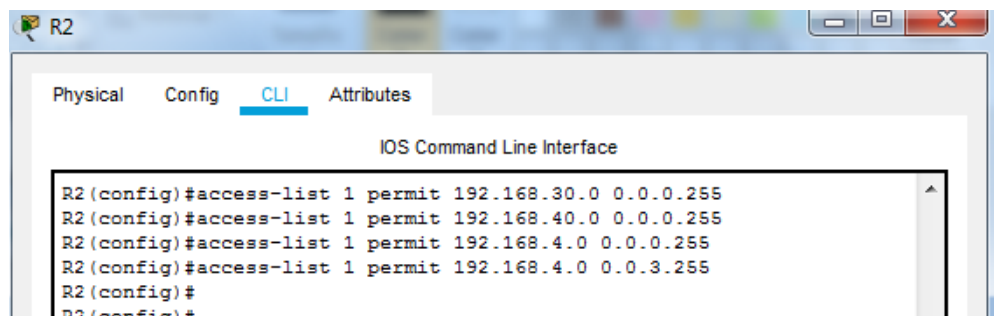 R2
Physical Config CLI Attributes
IOS Command Line Interface
R2(config)#access-list 1 permit 192.168.30.0 0.0.0.255
R2(config)#access-list 1 permit 192.168.40.0 0.0.0.255
R2(config)#access-list 1 permit 192.168.4.0 0.0.0.255
R2(config)#access-list 1 permit 192.168.4.0 0.0.3.255
R2(config)#
R2(config)#